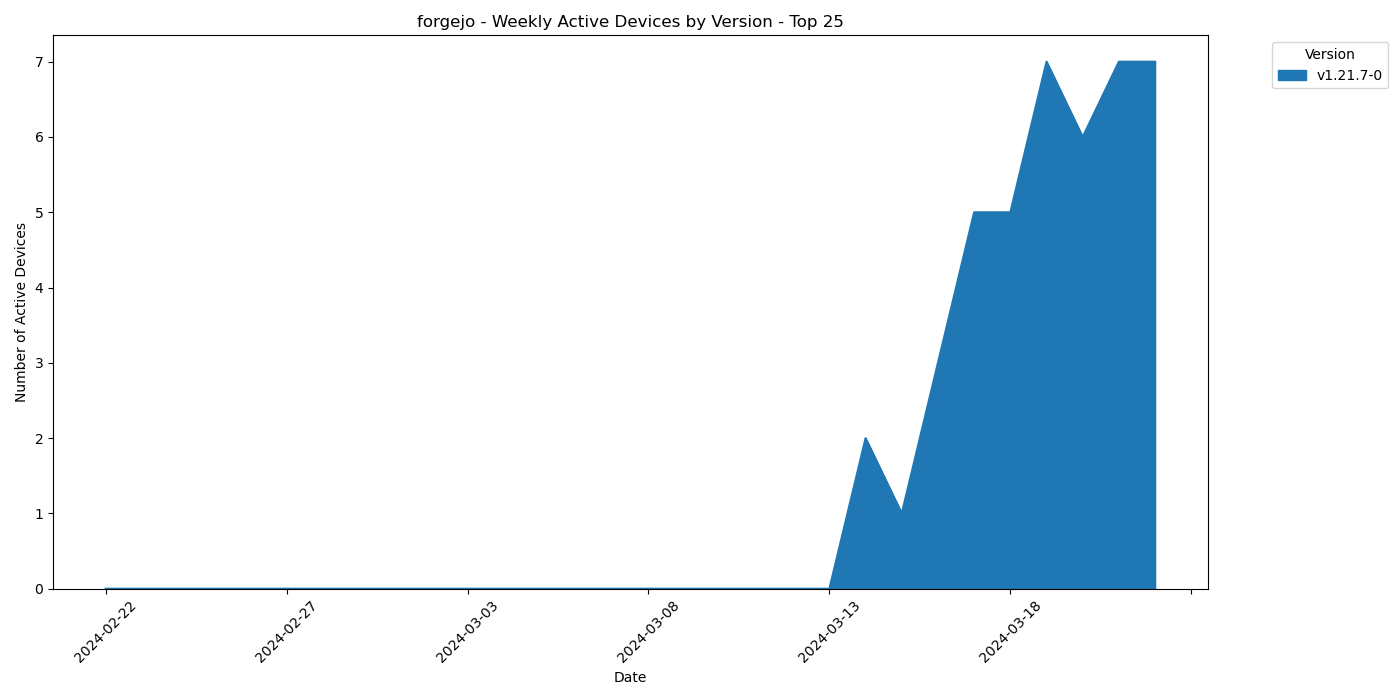 forgejo - Weekly Active Devices by Version - Top 25
Version
v1.21.7-0
Number of Active Devices
7
6
5
4
3
2
1
0
2024-02-22
2024-02-27
2024-03-03
2024-03-08
2024-03-13
2024-03-18
Date